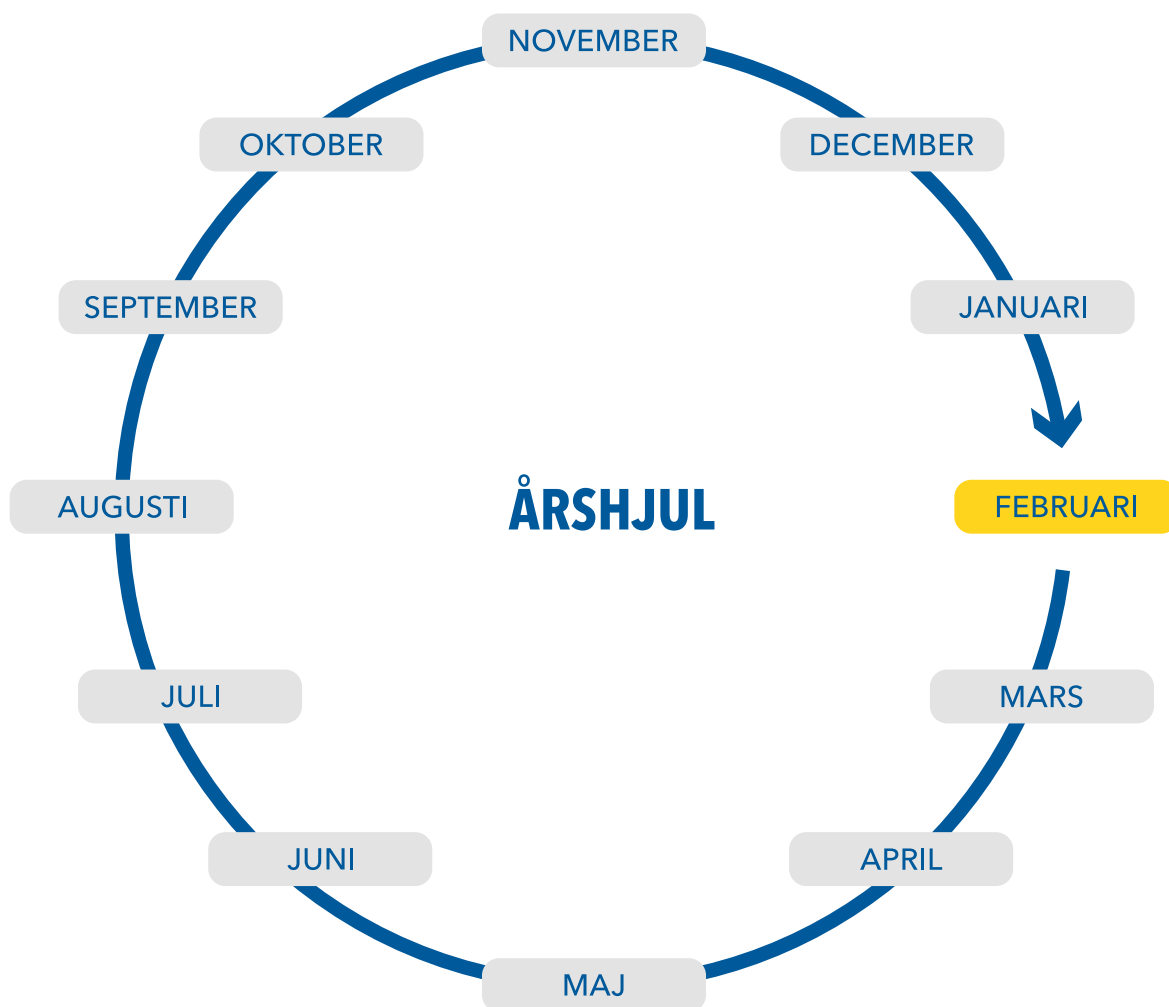 NOVEMBER
OKTOBER
DECEMBER
SEPTEMBER
JANUARI
AUGUSTI
ÅRSHJUL
FEBRUARI
JULI
MARS
JUNI
APRIL
MAJ